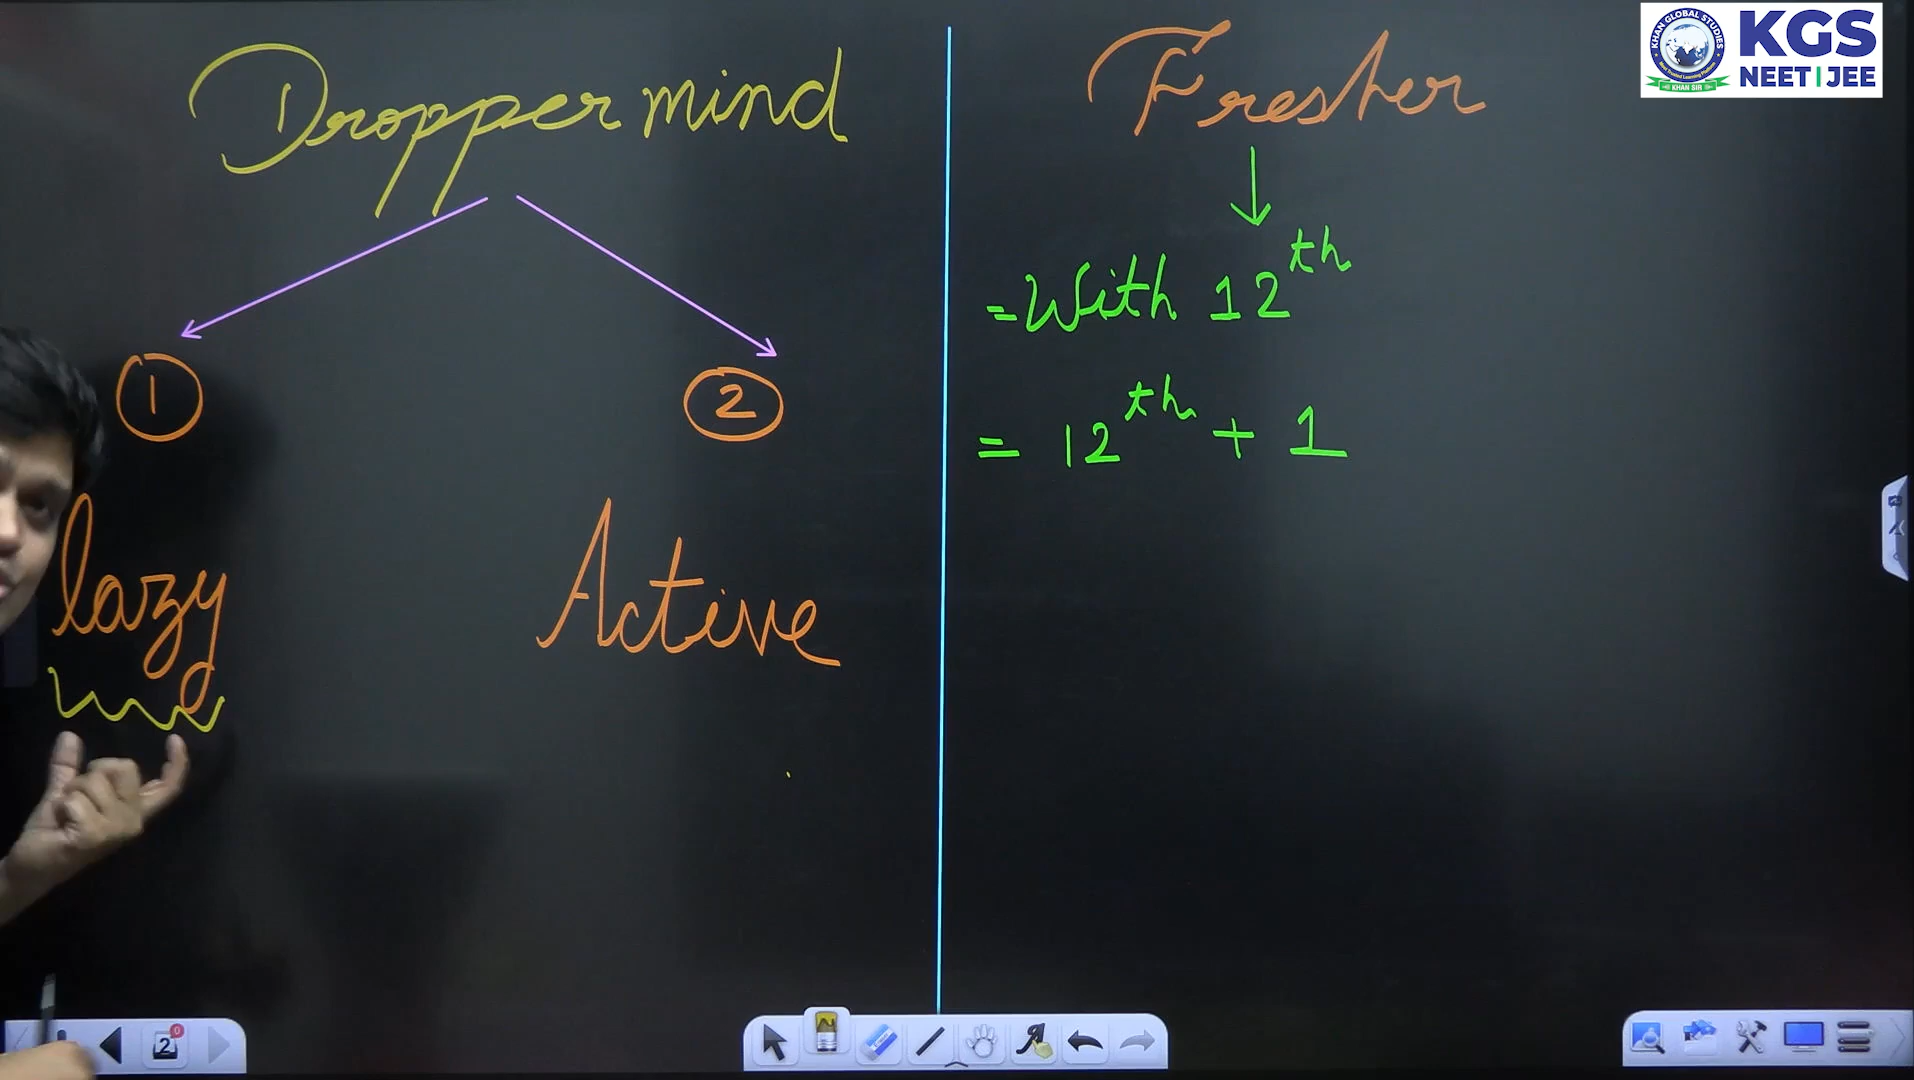 Dropper mind
1
2
lazy
Active
Fresher
= With 12th
= 12th + 1
KHAN GLOBAL STUDIES
KHAN SIR
KGS
NEET | JEE
2
0